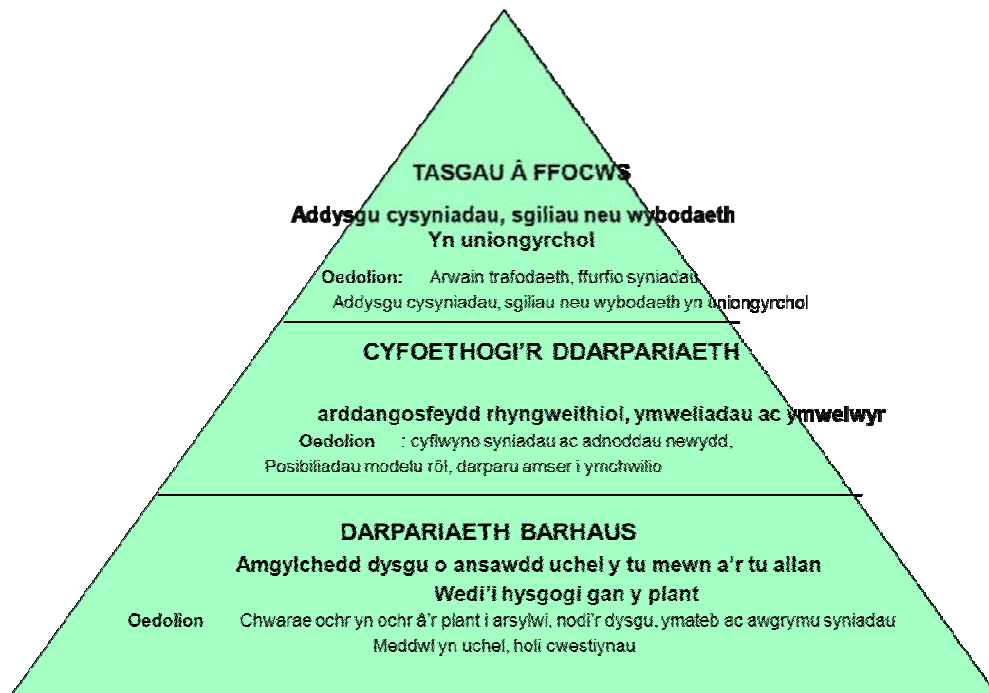 TASGAU Â FFOCWS
Addysgu cysyniadau, sgiliau neu wybodaeth
Yn uniongyrchol
Oedolion: Arwain trafodaeth, ffurfio syniadau
Addysgu cysyniadau, sgiliau neu wybodaeth yn uniongyrchol
CYFOETHOGI'R DDARPARIAETH
arddangosfeydd rhyngweithiol, ymweliadau ac ymwelwyr
Oedolion : cyflwyno syniadau ac adnoddau newydd,
Posibiliadau modelu rôl, darparu amser i ymchwilio
DARPARIAETH BARHAUS
Amgylchedd dysgu o ansawdd uchel y tu mewn a'r tu allan
Wedi'i hysgogi gan y plant
Oedolion Chwarae ochr yn ochr â'r plant i arsylwi, nodi'r dysgu, ymateb ac awgrymu syniadau
Meddwl yn uchel, holi cwestiynau